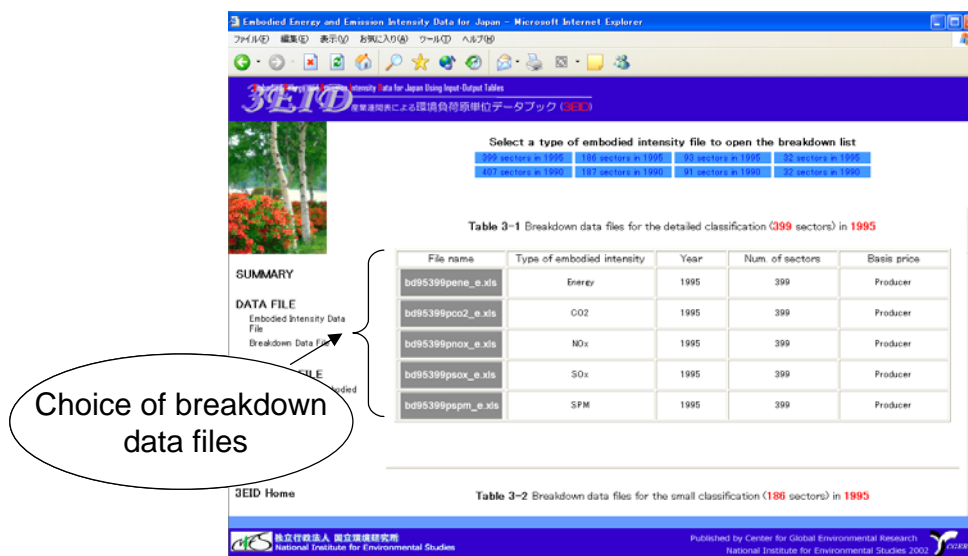 Embodied Energy and Emission Intensity Data for Japan - Microsoft Internet Explorer
ファイル(F) 編集(E) 表示(V) お気に入り(A) ツール(T) ヘルプ(H)
Embodied Energy and Emission Intensity Data for Japan Using Input-Output Tables
3EID
産業連関表による環境負荷原単位データブック (3EID)
Select a type of embodied intensity file to open the breakdown list
399 sectors in 1995 186 sectors in 1995 93 sectors in 1995 32 sectors in 1995
407 sectors in 1990 187 sectors in 1990 91 sectors in 1990 32 sectors in 1990
Table 3-1 Breakdown data files for the detailed classification (399 sectors) in 1995
File name Type of embodied intensity Year Num. of sectors Basis price
bd95399pene_e.xls Energy 1995 399 Producer
bd95399pco2_e.xls CO2 1995 399 Producer
bd95399pnox_e.xls NOx 1995 399 Producer
bd95399psox_e.xls SOx 1995 399 Producer
bd95399pspm_e.xls SPM 1995 399 Producer
SUMMARY
DATA FILE
Embodied Intensity Data
File
Breakdown Data File
Choice of breakdown
data files
3EID Home
Table 3-2 Breakdown data files for the small classification (186 sectors) in 1995
NIES
独立行政法人 国立環境研究所
National Institute for Environmental Studies
Published by Center for Global Environmental Research
National Institute for Environmental Studies 2002
CGER